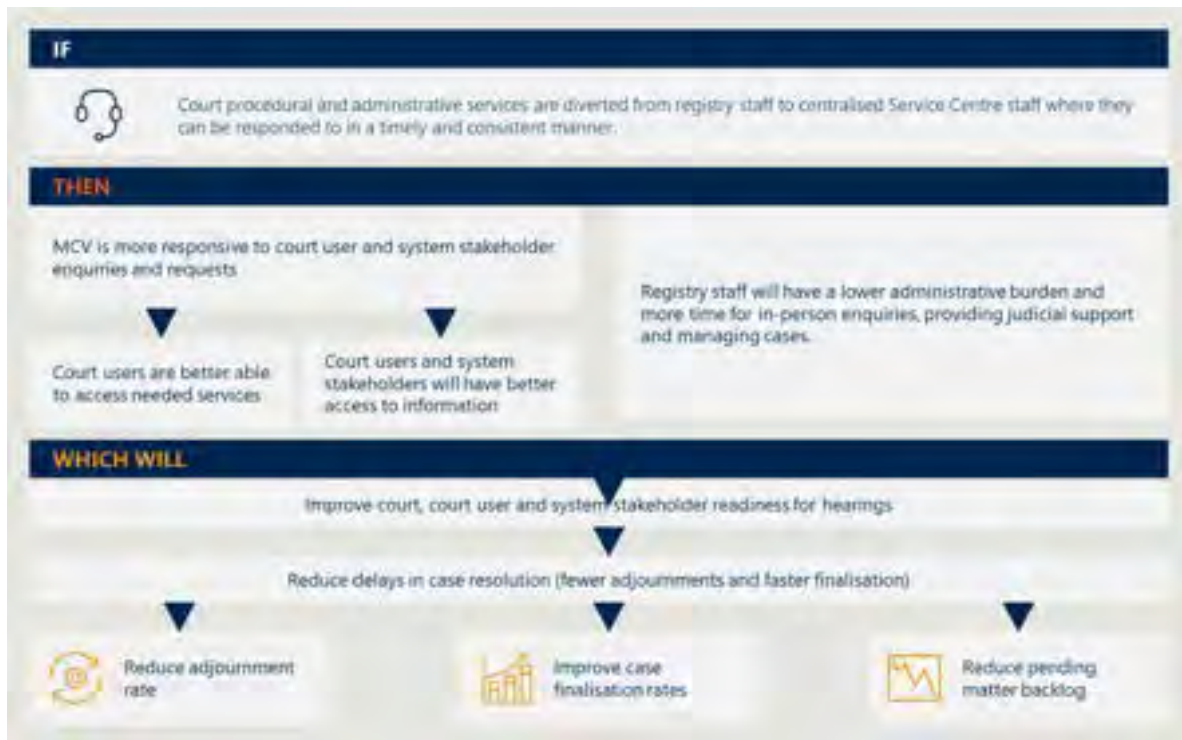 IF
Court procedural and administrative services are diverted from registry staff to centralised Service Centre staff where they
can be responded to in a timely and consistent manner.
THEN
MCV is more responsive to court user and system stakeholder
enquiries and requests
Registry staff will have a lower administrative burden and
more time for in-person enquiries, providing judicial support
and managing cases.
Court users are better able
to access needed services
Court users and system
stakeholders will have better
access to information
WHICH WILL
Improve court, court user and system stakeholder readiness for hearings
Reduce delays in case resolution (fewer adjournments and faster finalisation)
Reduce adjournment
rate
Improve case
finalisation rates
Reduce pending
matter backlog